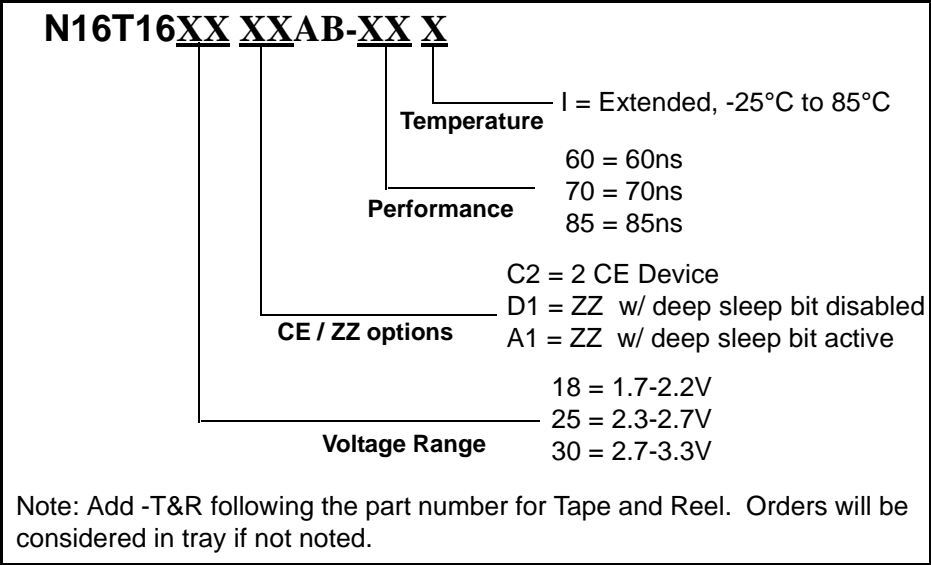 N16T16XX XXAB-XX X
I = Extended, -25°C to 85°C
Temperature
60 = 60ns
70 = 70ns
85 = 85ns
Performance
C2 = 2 CE Device
D1 = ZZ w/ deep sleep bit disabled
A1 = ZZ w/ deep sleep bit active
CE / ZZ options
18 = 1.7-2.2V
25 = 2.3-2.7V
30 = 2.7-3.3V
Voltage Range
Note: Add -T&R following the part number for Tape and Reel. Orders will be
considered in tray if not noted.